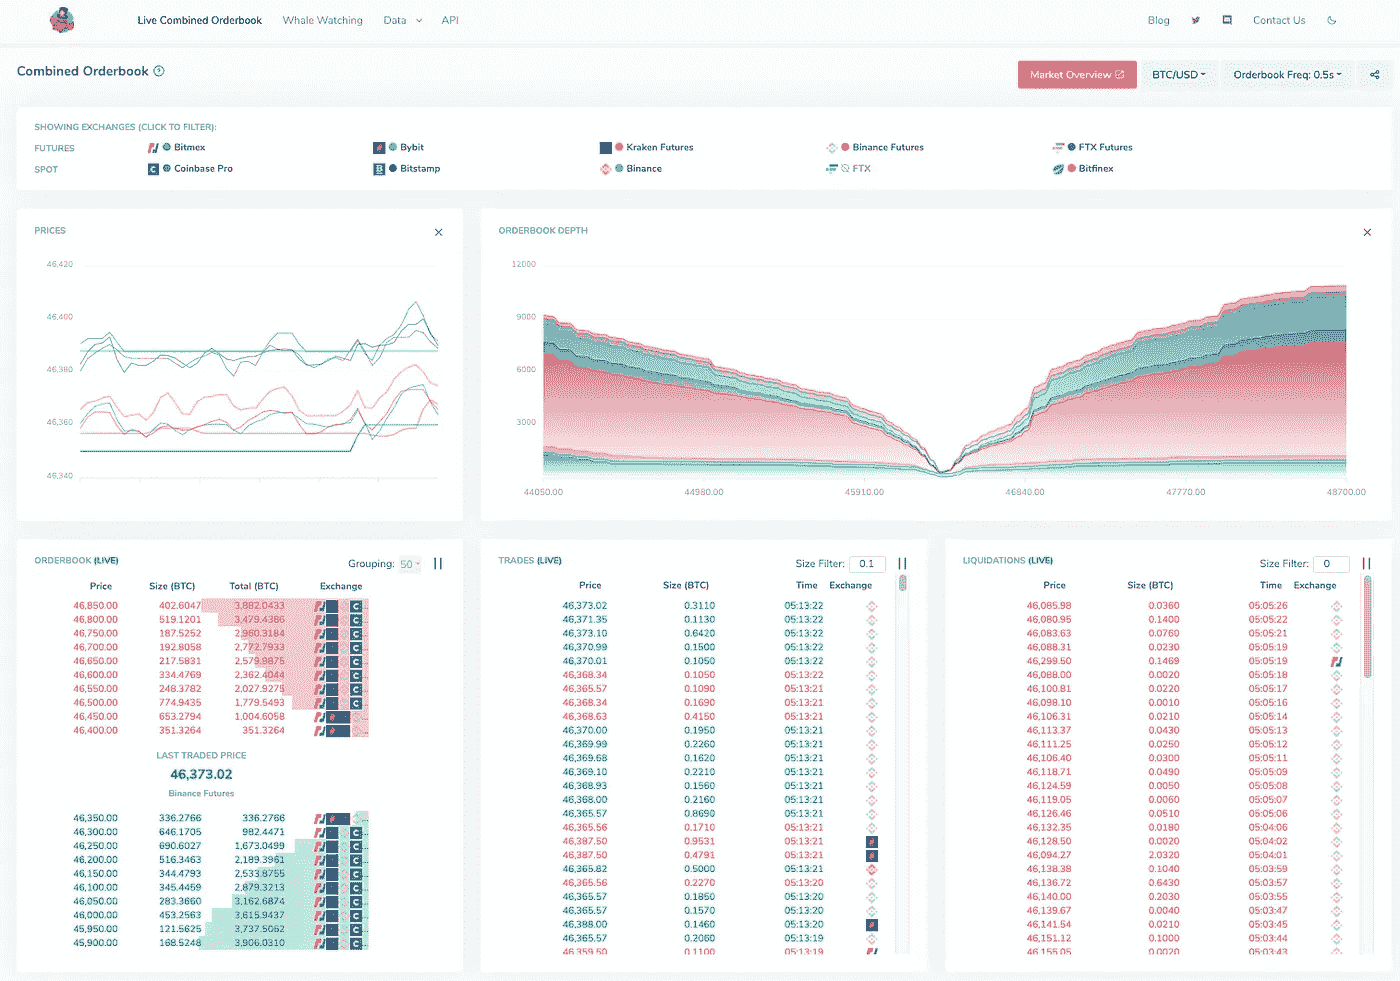 Live Combined Orderbook Whale Watching Data API Blog Contact Us
Combined Orderbook Market Overview BTC/USD Orderbook Freq: 0.5s
SHOWING EXCHANGES (CLICK TO FILTER):
FUTURES Bitmex Bybit Kraken Futures Binance Futures FTX Futures
SPOT Coinbase Pro Bitstamp Binance FTX Bitfinex
PRICES
46,420
46,400
46,380
46,360
46,340
ORDERBOOK DEPTH
12000
9000
6000
3000
44050.00 44980.00 45910.00 46840.00 47770.00 48700.00
ORDERBOOK (LIVE) Grouping: 50
Price Size (BTC) Total (BTC) Exchange
46,850.00 402.6047 3,882.0433
46,800.00 519.1201 3,479.4386
46,750.00 187.5252 2,960.3184
46,700.00 192.8058 2,772.7933
46,650.00 217.5831 2,579.9875
46,600.00 334.4769 2,362.4044
46,550.00 248.3782 2,027.9275
46,500.00 774.9435 1,779.5493
46,450.00 653.2794 1,004.6058
46,400.00 351.3264 351.3264
LAST TRADED PRICE
46,373.02
Binance Futures
46,350.00 336.2766 336.2766
46,300.00 646.1705 982.4471
46,250.00 690.6027 1,673.0499
46,200.00 516.3463 2,189.3961
46,150.00 344.4793 2,533.8755
46,100.00 345.4459 2,879.3213
46,050.00 283.3660 3,162.6874
46,000.00 453.2563 3,615.9437
45,950.00 121.5625 3,737.5062
45,900.00 168.5248 3,906.0310
TRADES (LIVE) Size Filter: 0.1
Price Size (BTC) Time Exchange
46,373.02 0.3110 05:13:22
46,371.35 0.1130 05:13:22
46,373.10 0.6420 05:13:22
46,370.99 0.1500 05:13:22
46,370.01 0.1050 05:13:22
46,368.34 0.1050 05:13:22
46,365.57 0.1090 05:13:21
46,368.34 0.1690 05:13:21
46,368.63 0.4150 05:13:21
46,370.00 0.1950 05:13:21
46,369.99 0.2260 05:13:21
46,369.68 0.1620 05:13:21
46,369.10 0.2210 05:13:21
46,368.93 0.1560 05:13:21
46,368.00 0.2160 05:13:21
46,365.57 0.8690 05:13:21
46,365.56 0.1710 05:13:21
46,387.50 0.9531 05:13:21
46,387.50 0.4791 05:13:21
46,365.82 0.5000 05:13:21
46,365.56 0.2270 05:13:20
46,365.57 0.1850 05:13:20
46,365.57 0.1570 05:13:20
46,388.00 0.1460 05:13:20
46,365.57 0.2060 05:13:19
46,359.50 0.1100 05:13:19
LIQUIDATIONS (LIVE) Size Filter: 0
Price Size (BTC) Time Exchange
46,085.98 0.0360 05:05:26
46,080.95 0.1400 05:05:22
46,083.63 0.0760 05:05:21
46,088.31 0.0230 05:05:19
46,299.50 0.1469 05:05:19
46,088.00 0.0020 05:05:18
46,100.81 0.0220 05:05:17
46,098.10 0.0010 05:05:16
46,106.31 0.0210 05:05:14
46,113.37 0.0430 05:05:13
46,111.25 0.0250 05:05:12
46,106.40 0.0300 05:05:11
46,118.71 0.0490 05:05:09
46,124.59 0.0050 05:05:08
46,119.05 0.0060 05:05:07
46,126.46 0.0510 05:05:06
46,132.35 0.0180 05:04:06
46,128.50 0.0020 05:04:02
46,094.27 2.0320 05:04:01
46,138.38 0.1040 05:03:59
46,136.72 0.6430 05:03:57
46,140.00 0.2030 05:03:55
46,139.67 0.0040 05:03:47
46,141.54 0.0210 05:03:45
46,151.12 0.1000 05:03:44
46,155.05 0.0020 05:03:43